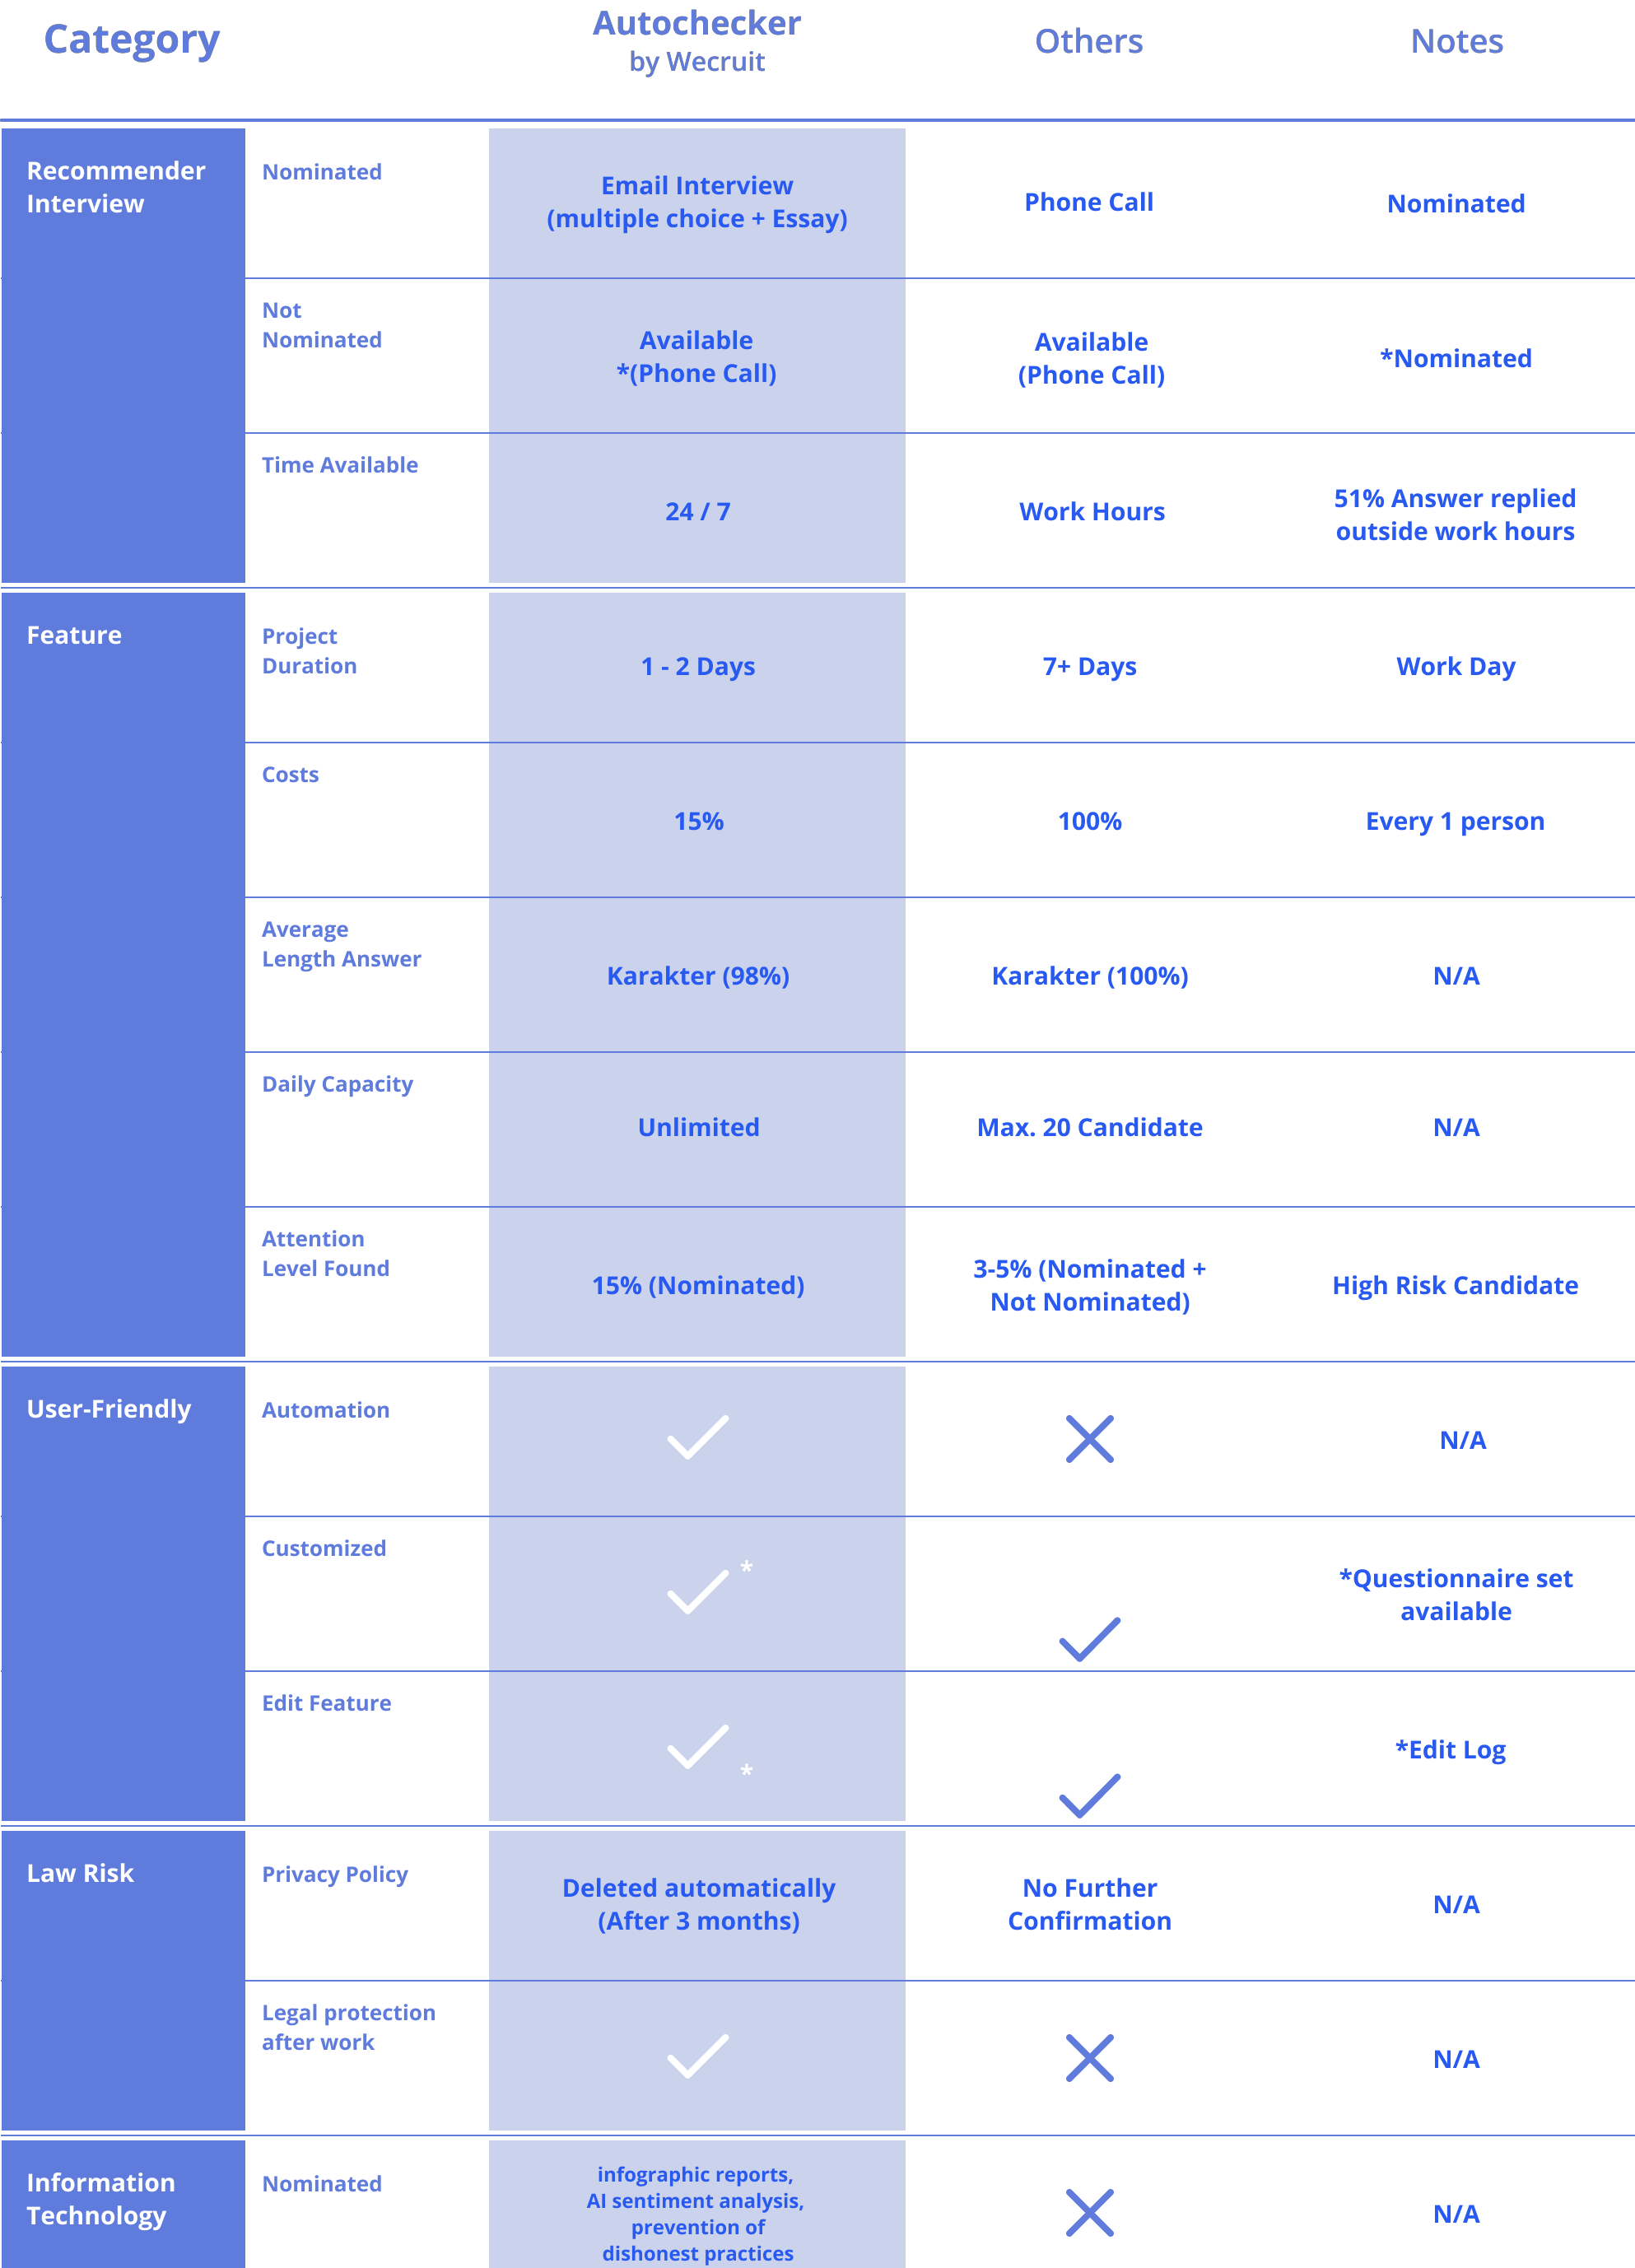 Category
Autochecker
by Wecruit
Others
Notes
Recommender
Interview
Nominated
Email Interview
(multiple choice + Essay)
Phone Call
Nominated
Not
Nominated
Available
*(Phone Call)
Available
(Phone Call)
*Nominated
Time Available
24 / 7
Work Hours
51% Answer replied
outside work hours
Feature
Project
Duration
1 - 2 Days
7+ Days
Work Day
Costs
15%
100%
Every 1 person
Average
Length Answer
Karakter (98%)
Karakter (100%)
N/A
Daily Capacity
Unlimited
Max. 20 Candidate
N/A
Attention
Level Found
15% (Nominated)
3-5% (Nominated +
Not Nominated)
High Risk Candidate
User-Friendly
Automation
N/A
Customized
*
*Questionnaire set
available
Edit Feature
*
*Edit Log
Law Risk
Privacy Policy
Deleted automatically
(After 3 months)
No Further
Confirmation
N/A
Legal protection
after work
N/A
Information
Technology
Nominated
infographic reports,
AI sentiment analysis,
prevention of
dishonest practices
N/A